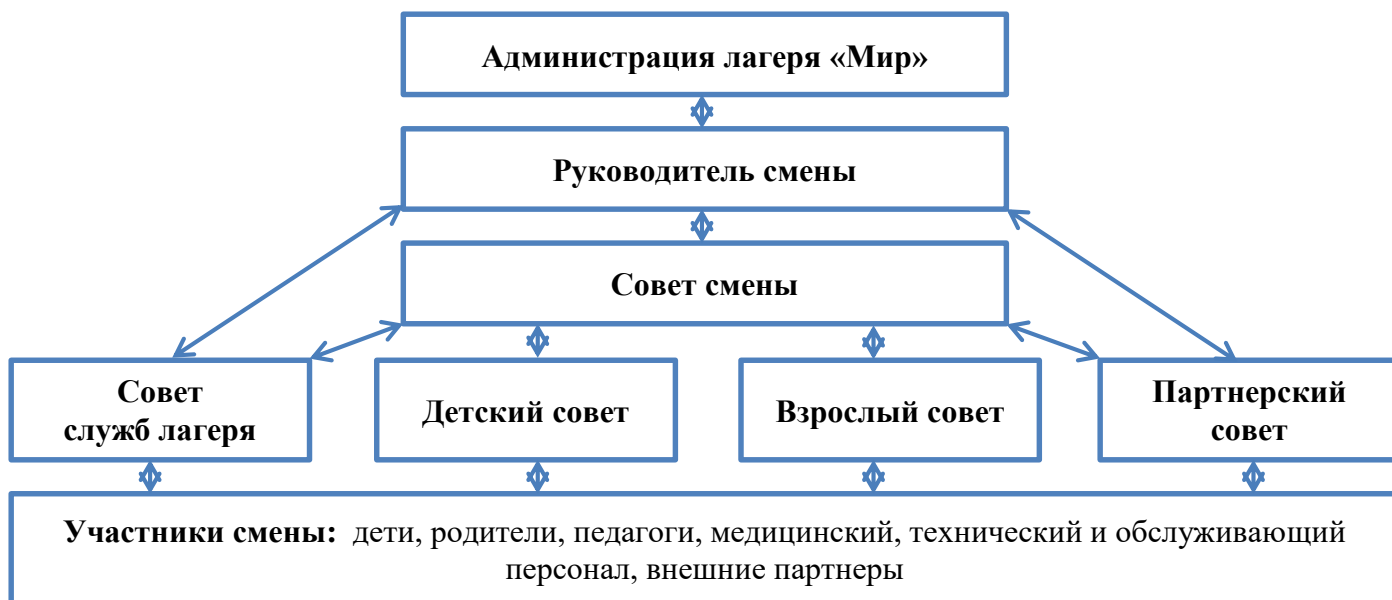 Администрация лагеря «Мир»
Руководитель смены
Совет смены
Совет
служб лагеря
Детский совет
Взрослый совет
Партнерский
совет
Участники смены: дети, родители, педагоги, медицинский, технический и обслуживающий
персонал, внешние партнеры